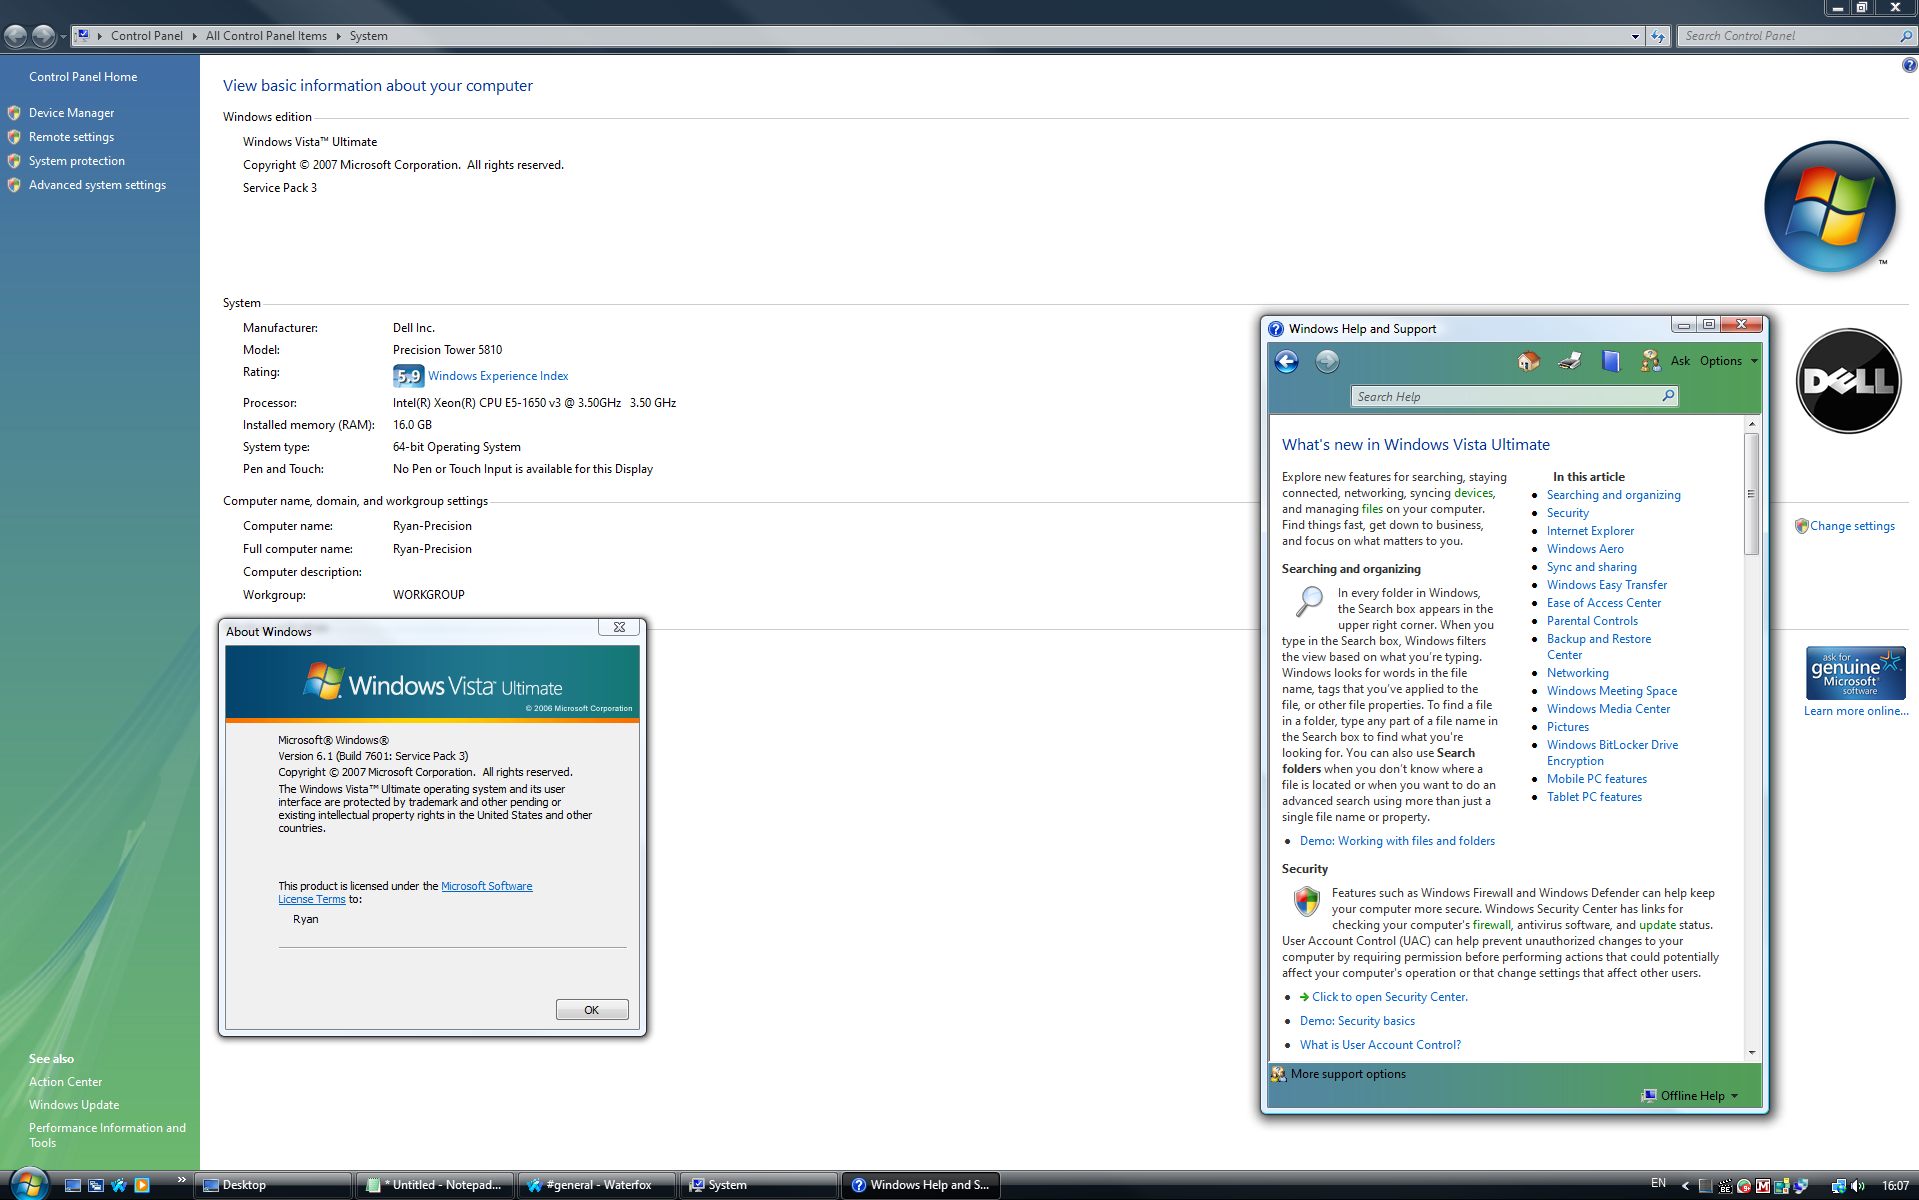 Control Panel
All Control Panel Items
System
Search Control Panel
Control Panel Home
Device Manager
Remote settings
System protection
Advanced system settings
See also
Action Center
Windows Update
Performance Information and
Tools
View basic information about your computer
Windows edition
Windows Vista™ Ultimate
Copyright © 2007 Microsoft Corporation.  All rights reserved.
Service Pack 3
TM
System
Manufacturer: Dell Inc.
Model: Precision Tower 5810
Rating: 5.9 Windows Experience Index
Processor: Intel(R) Xeon(R) CPU E5-1650 v3 @ 3.50GHz   3.50 GHz
Installed memory (RAM): 16.0 GB
System type: 64-bit Operating System
Pen and Touch: No Pen or Touch Input is available for this Display
DELL
Computer name, domain, and workgroup settings
Computer name: Ryan-Precision
Full computer name: Ryan-Precision
Computer description:
Workgroup: WORKGROUP
Change settings
ask for
genuine
Microsoft
software
Learn more online...
About Windows
Windows Vista™ Ultimate
© 2006 Microsoft Corporation
Microsoft® Windows®
Version 6.1 (Build 7601: Service Pack 3)
Copyright © 2007 Microsoft Corporation.  All rights reserved.
The Windows Vista™ Ultimate operating system and its user
interface are protected by trademark and other pending or
existing intellectual property rights in the United States and other
countries.
This product is licensed under the Microsoft Software
License Terms to:
Ryan
OK
Windows Help and Support
Ask
Options
Search Help
What's new in Windows Vista Ultimate
Explore new features for searching, staying
connected, networking, syncing devices,
and managing files on your computer.
Find things fast, get down to business,
and focus on what matters to you.
In this article
Searching and organizing
Security
Internet Explorer
Windows Aero
Sync and sharing
Windows Easy Transfer
Ease of Access Center
Parental Controls
Backup and Restore
Center
Networking
Windows Meeting Space
Windows Media Center
Pictures
Windows BitLocker Drive
Encryption
Mobile PC features
Tablet PC features
Searching and organizing
In every folder in Windows,
the Search box appears in the
upper right corner. When you
type in the Search box, Windows filters
the view based on what you're typing.
Windows looks for words in the file
name, tags that you've applied to the
file, or other file properties. To find a file
in a folder, type any part of a file name in
the Search box to find what you're
looking for. You can also use Search
folders when you don't know where a
file is located or when you want to do an
advanced search using more than just a
single file name or property.
Demo: Working with files and folders
Security
Features such as Windows Firewall and Windows Defender can help keep
your computer more secure. Windows Security Center has links for
checking your computer's firewall, antivirus software, and update status.
User Account Control (UAC) can help prevent unauthorized changes to your
computer by requiring permission before performing actions that could potentially
affect your computer's operation or that change settings that affect other users.
Click to open Security Center.
Demo: Security basics
What is User Account Control?
More support options
Offline Help
Desktop
* Untitled - Notepad...
#general - Waterfox
System
Windows Help and S...
EN
16:07